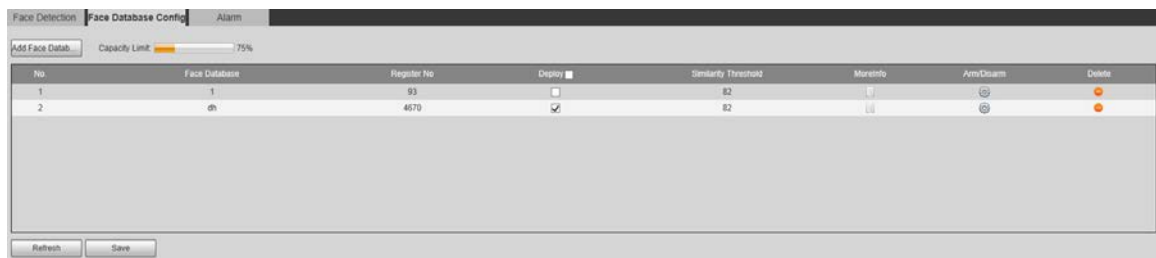 Face Detection Face Database Config Alarm
Add Face Datab... Capacity Limit: 75%
No. Face Database Register No Deploy Similarity Threshold MoreInfo Arm/Disarm Delete
1 1 93 82
2 dh 4670 82
Refresh Save